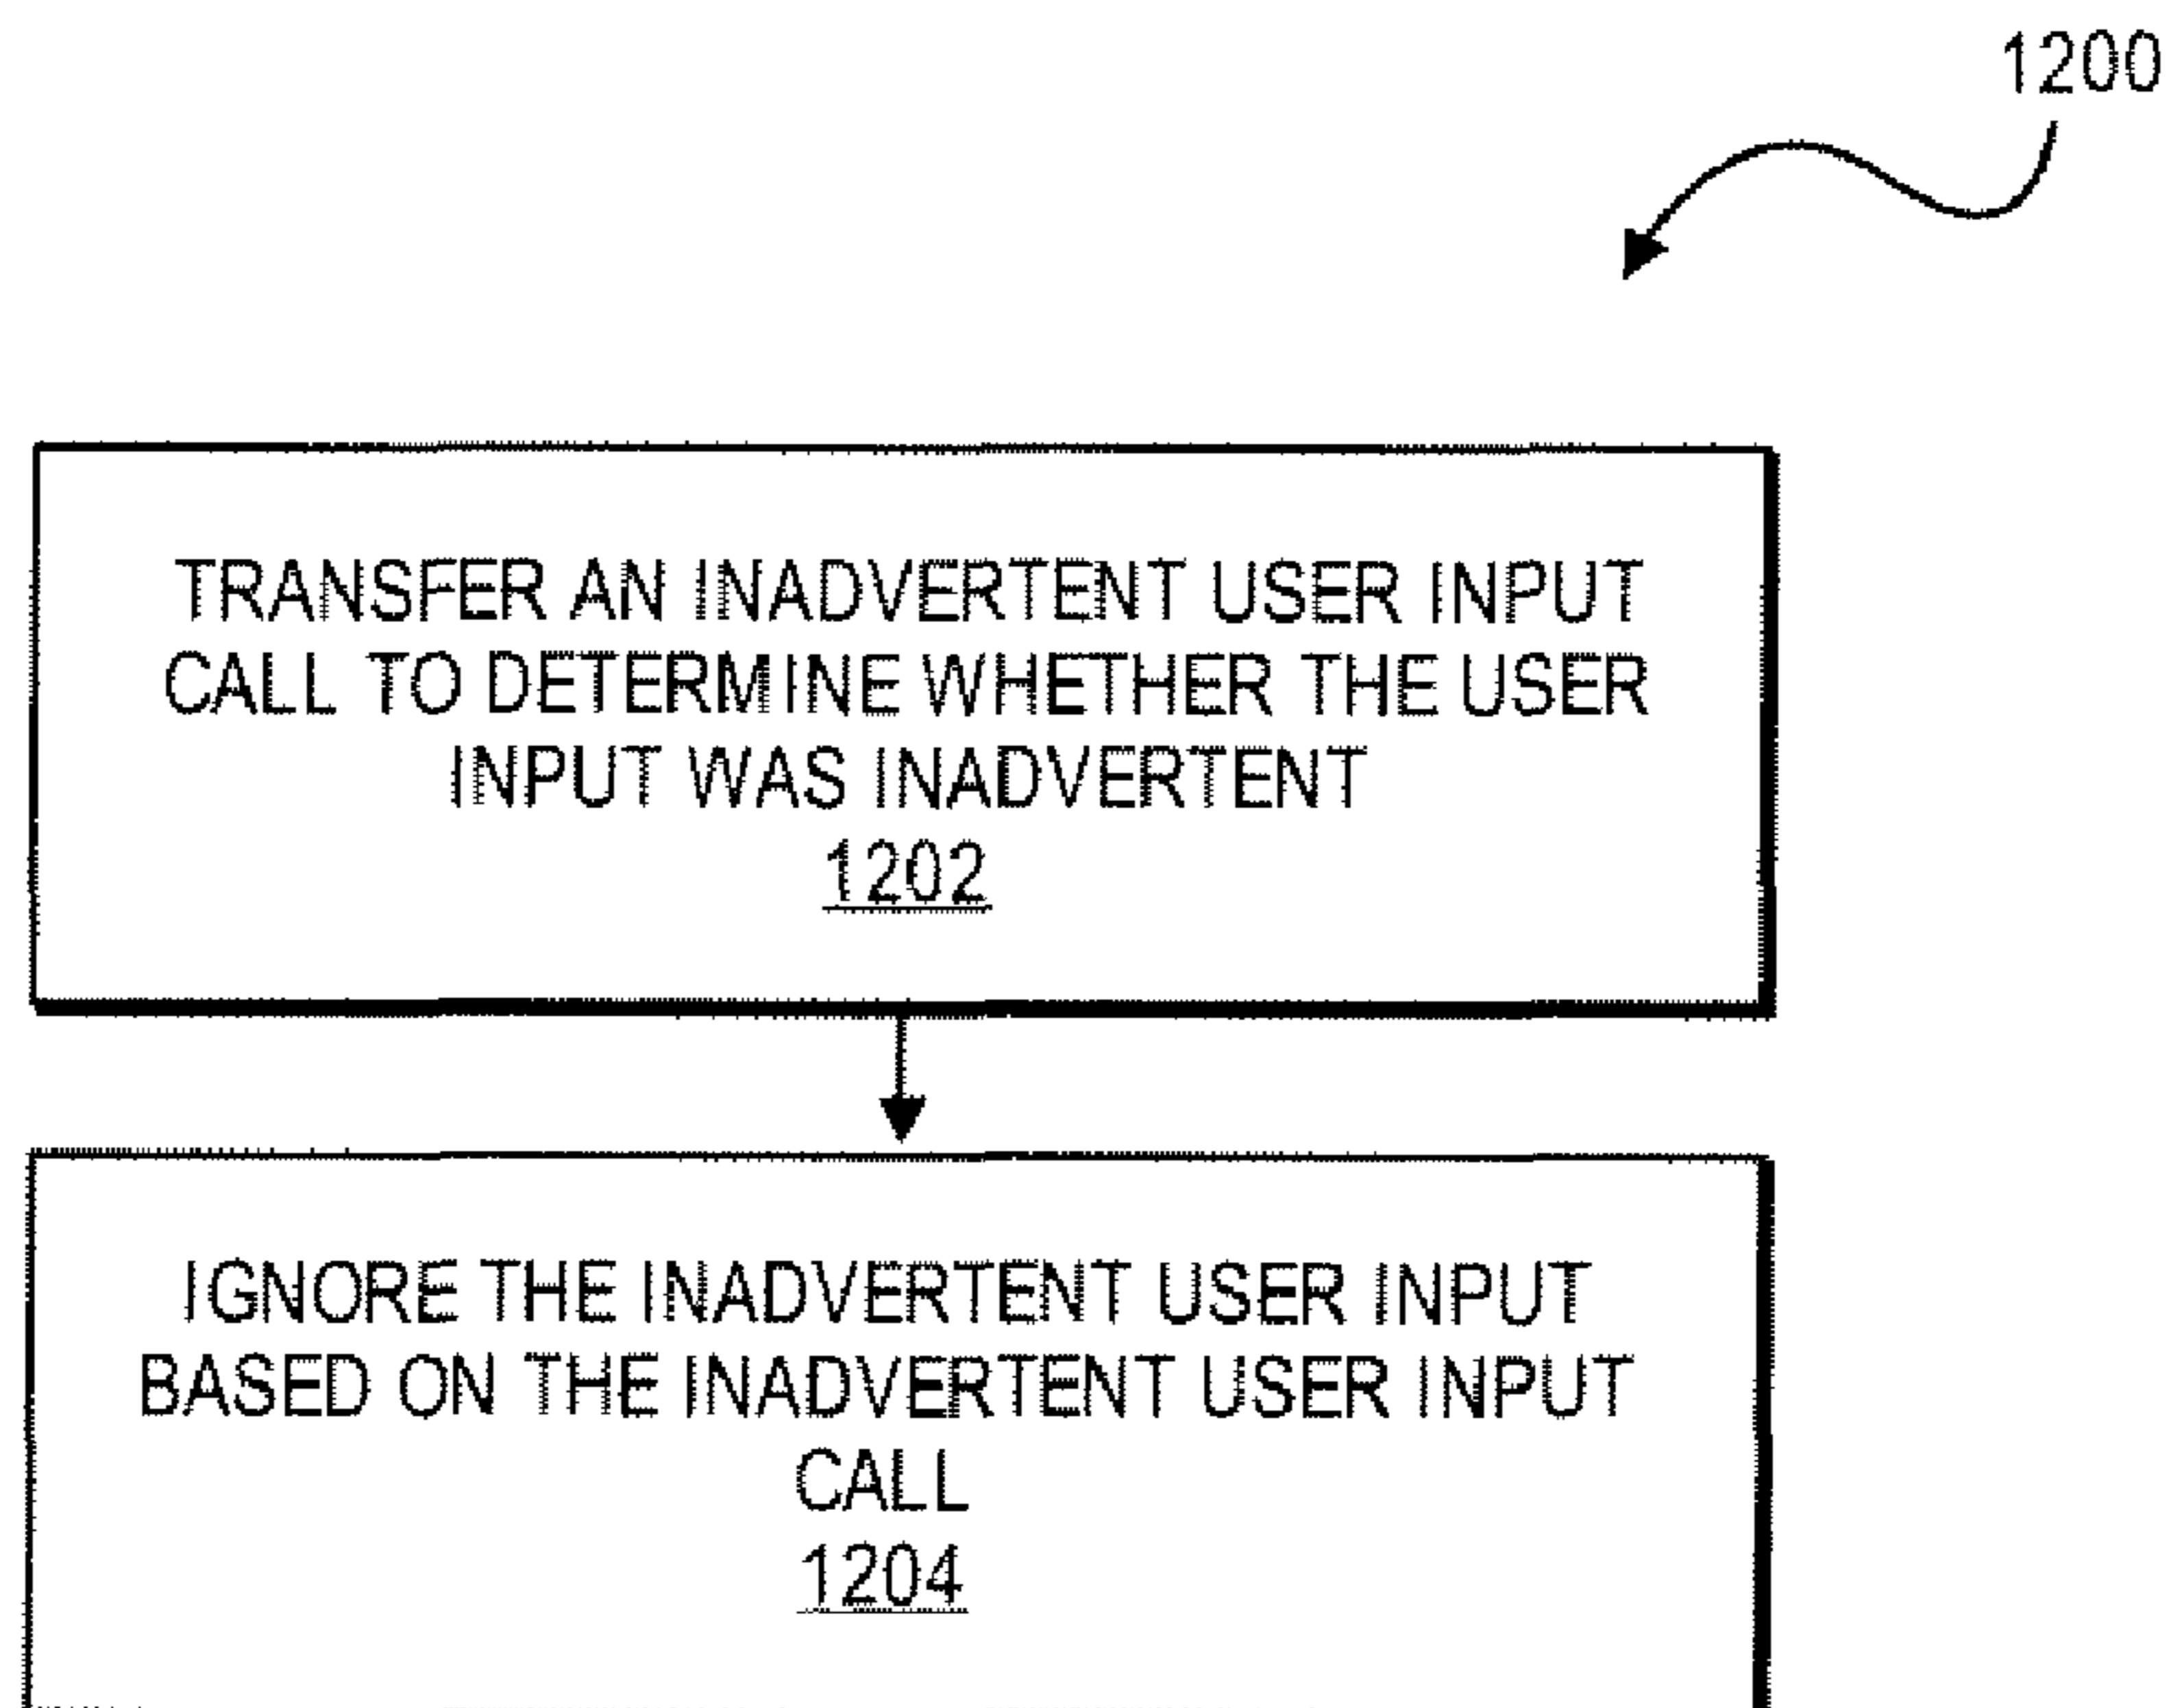 1200
TRANSFER AN INADVERTENT USER INPUT
CALL TO DETERMINE WHETHER THE USER
INPUT WAS INADVERTENT
1202
IGNORE THE INADVERTENT USER INPUT
BASED ON THE INADVERTENT USER INPUT
CALL
1204